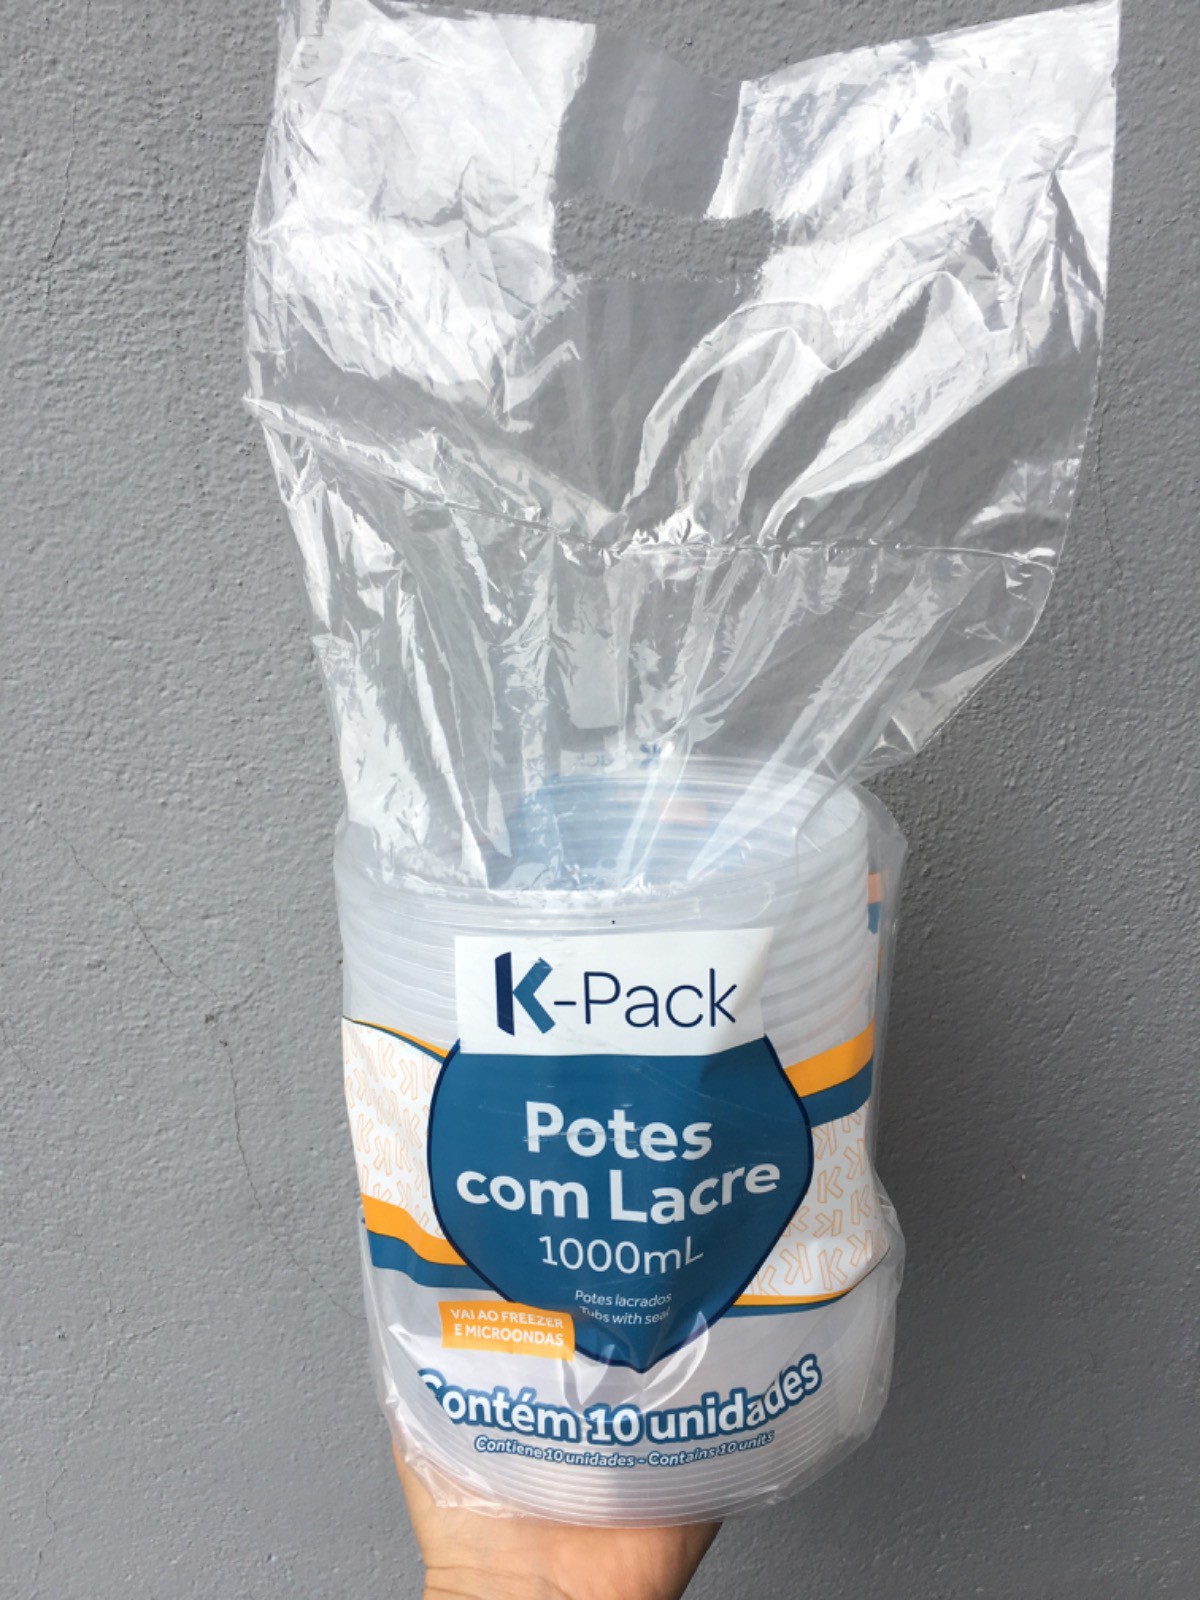 K-Pack
Potes
com Lacre
1000mL
Potes lacrados
Tubs with seal
VAI AO FREEZER
E MICROONDAS
Contém 10 unidades
Contiene 10 unidades - Contains 10 units